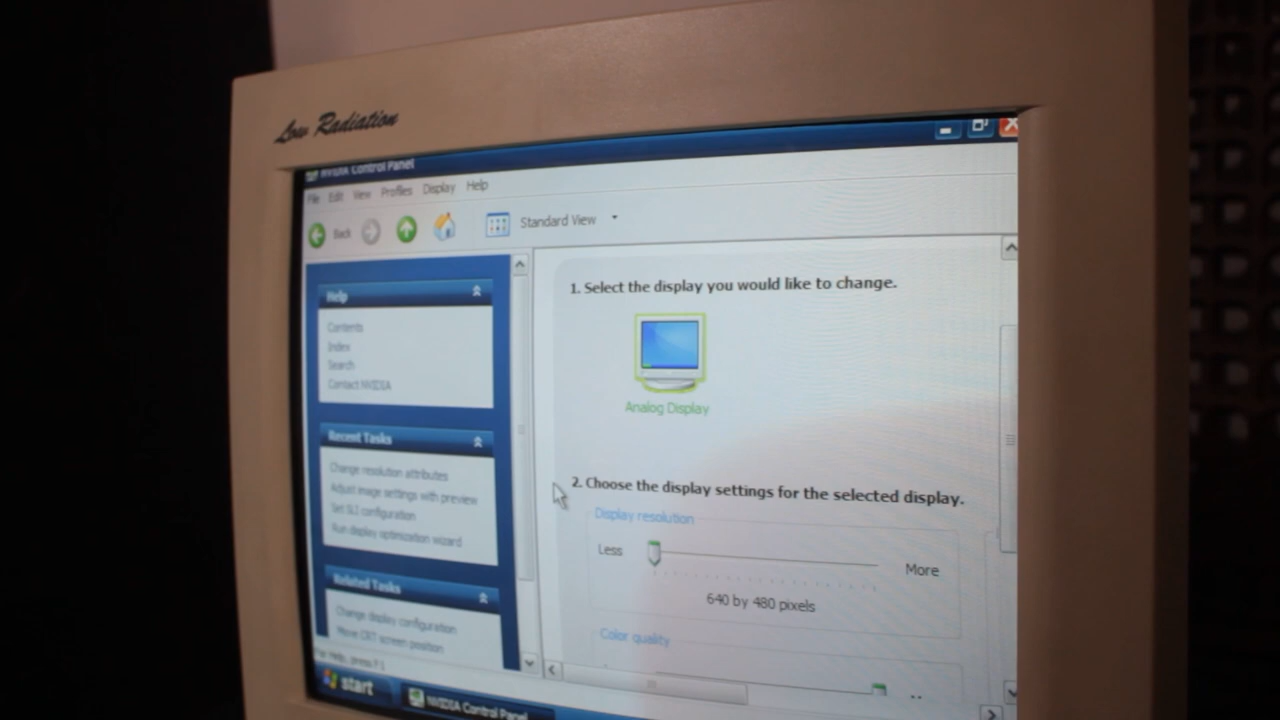 Low Radiation
NVIDIA Control Panel
File Edit View Profiles Display Help
Back Standard View
Help
Contents
Index
Search
Contact NVIDIA
Recent Tasks
Change resolution attributes
Adjust image settings with preview
Set SLI configuration
Run display optimization wizard
Related Tasks
Change display configuration
Move CRT screen position
1. Select the display you would like to change.
Analog Display
2. Choose the display settings for the selected display.
Display resolution
Less More
640 by 480 pixels
Color quality
For help, press F1
start NVIDIA Control Panel